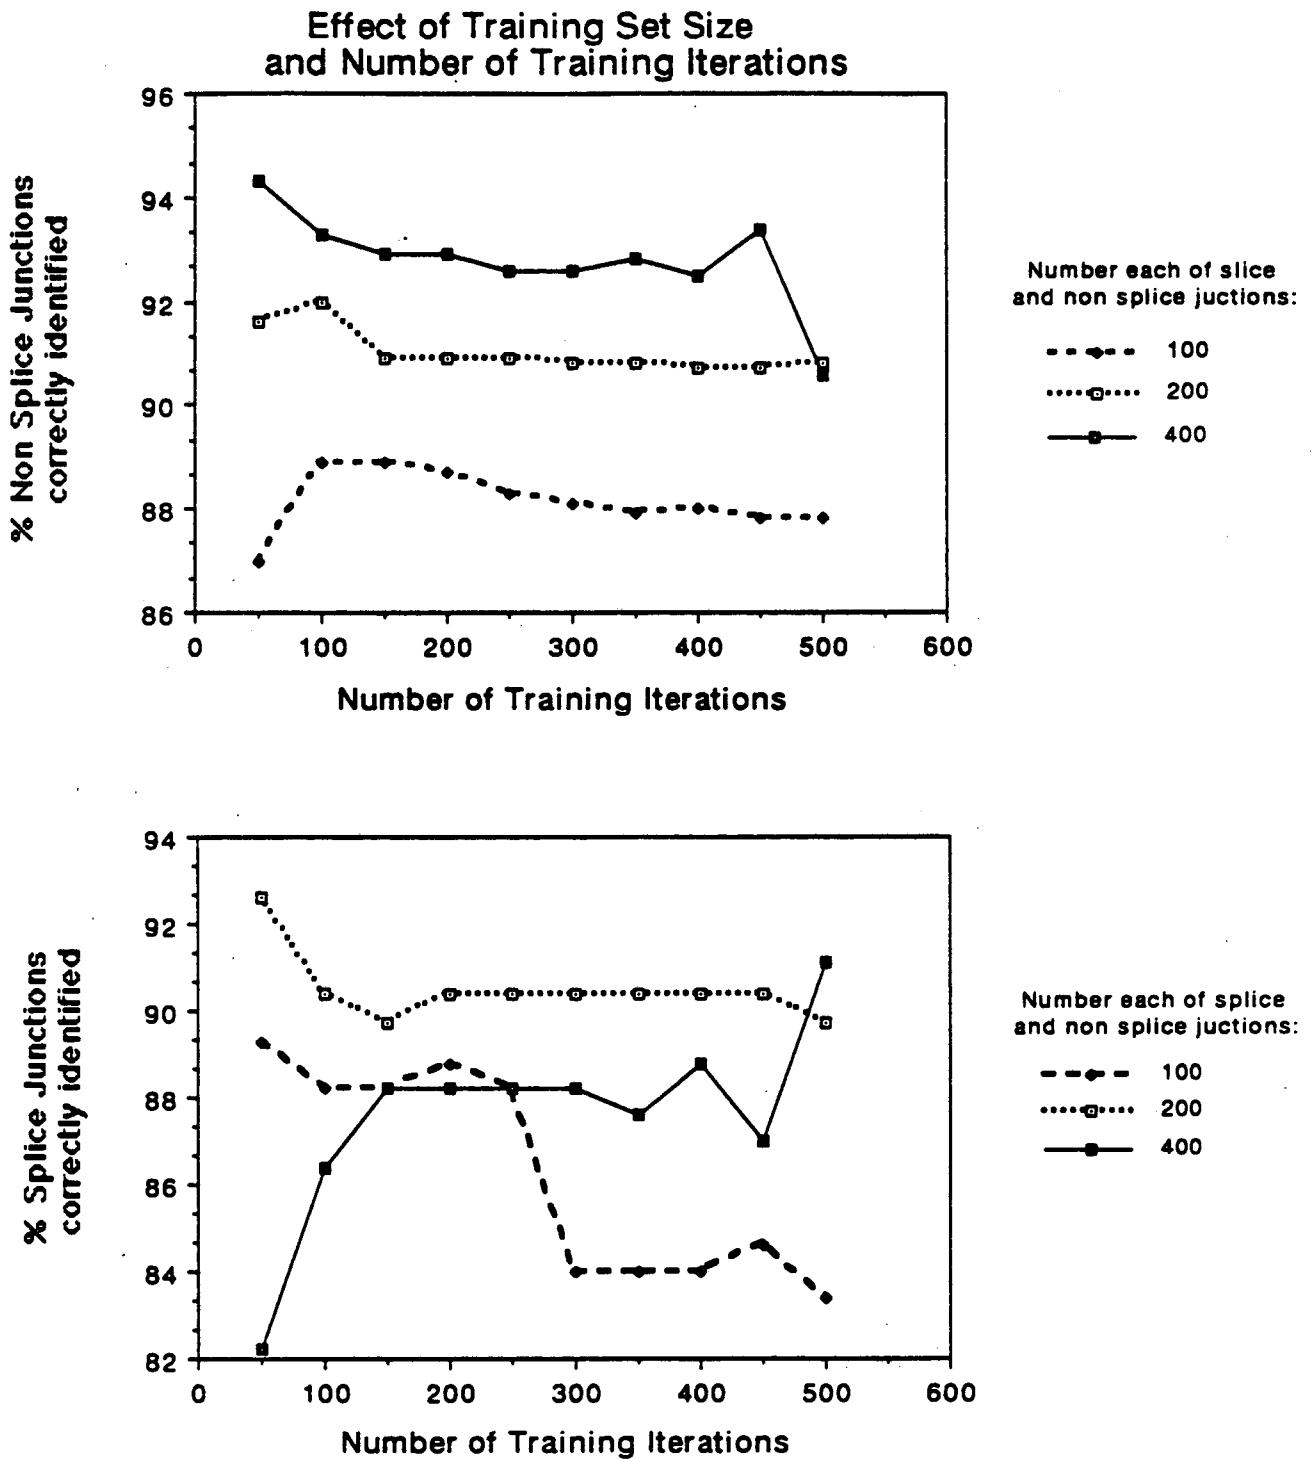 Effect of Training Set Size
and Number of Training Iterations
% Non Splice Junctions
correctly identified
96
94
92
90
88
86
0 100 200 300 400 500 600
Number of Training Iterations
Number each of slice
and non splice juctions:
100
200
400
% Splice Junctions
correctly identified
94
92
90
88
86
84
82
0 100 200 300 400 500 600
Number of Training Iterations
Number each of splice
and non splice juctions:
100
200
400